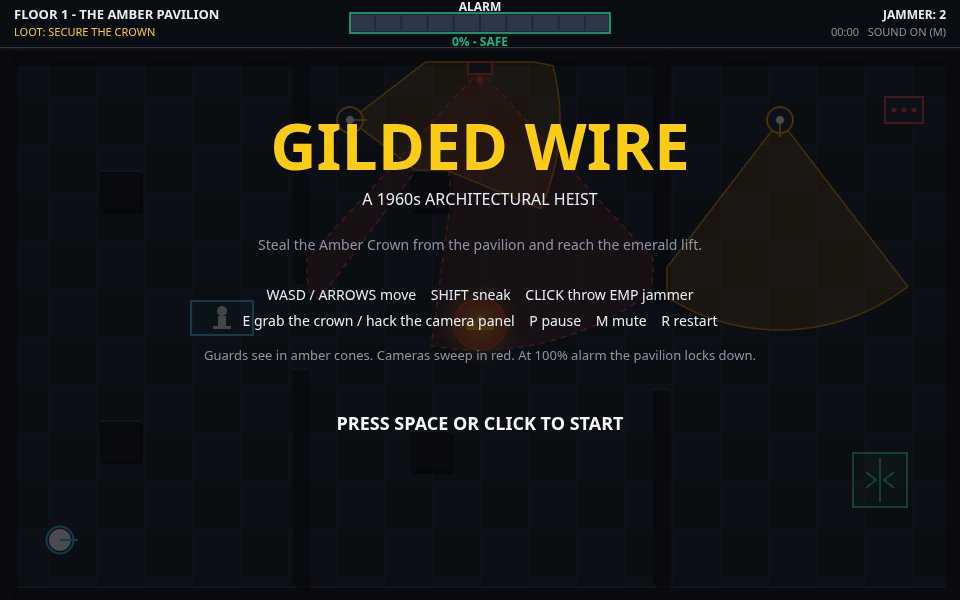 FLOOR 1 - THE AMBER PAVILION
LOOT: SECURE THE CROWN
ALARM
0% - SAFE
JAMMER: 2
00:00 SOUND ON (M)
GILDED WIRE
A 1960s ARCHITECTURAL HEIST
Steal the Amber Crown from the pavilion and reach the emerald lift.
WASD / ARROWS move SHIFT sneak CLICK throw EMP jammer
E grab the crown / hack the camera panel P pause M mute R restart
Guards see in amber cones. Cameras sweep in red. At 100% alarm the pavilion locks down.
PRESS SPACE OR CLICK TO START